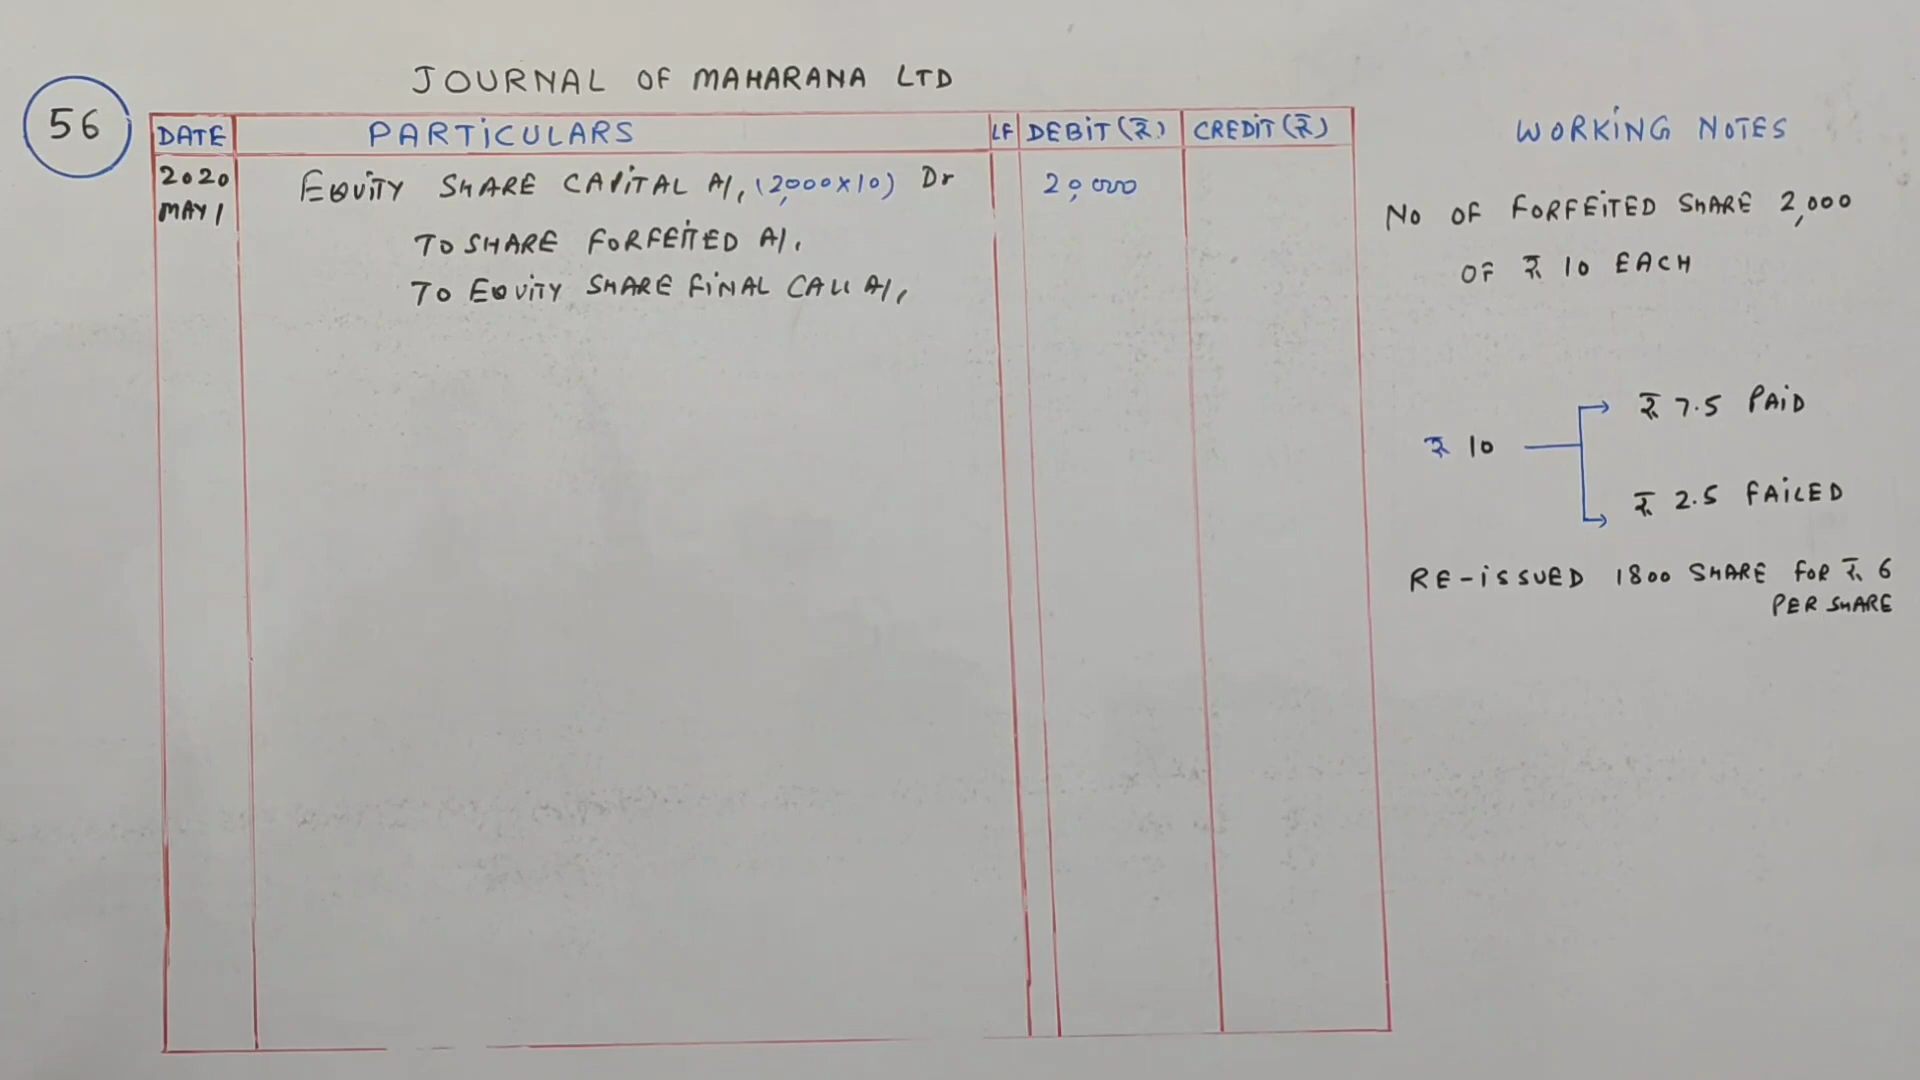 JOURNAL OF MAHARANA LTD
56
DATE PARTICULARS LF DEBIT (₹) CREDIT (₹)
2020 EQUITY SHARE CAPITAL A/, (2,000×10) Dr 20,000
MAY 1
TO SHARE FORFEITED A/.
TO EQUITY SHARE FINAL CALL A/,
WORKING NOTES
NO OF FORFEITED SHARE 2,000
OF ₹ 10 EACH
₹ 7.5 PAID
₹ 10
₹ 2.5 FAILED
RE-ISSUED 1800 SHARE FOR ₹ 6
PER SHARE